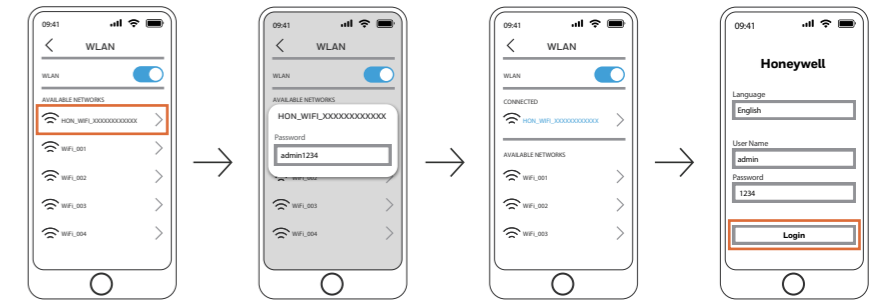 09:41
WLAN
WLAN
AVAILABLE NETWORKS
HON_WIFI_XXXXXXXXXXXX
WiFi_001
WiFi_002
WiFi_003
WiFi_004
09:41
WLAN
WLAN
AVAILABLE NETWORKS
HON_WIFI_XXXXXXXXXXXX
Password
admin1234
WiFi_003
WiFi_004
09:41
WLAN
WLAN
CONNECTED
HON_WIFI_XXXXXXXXXXXX
AVAILABLE NETWORKS
WiFi_001
WiFi_002
WiFi_003
09:41
Honeywell
Language
English
User Name
admin
Password
1234
Login